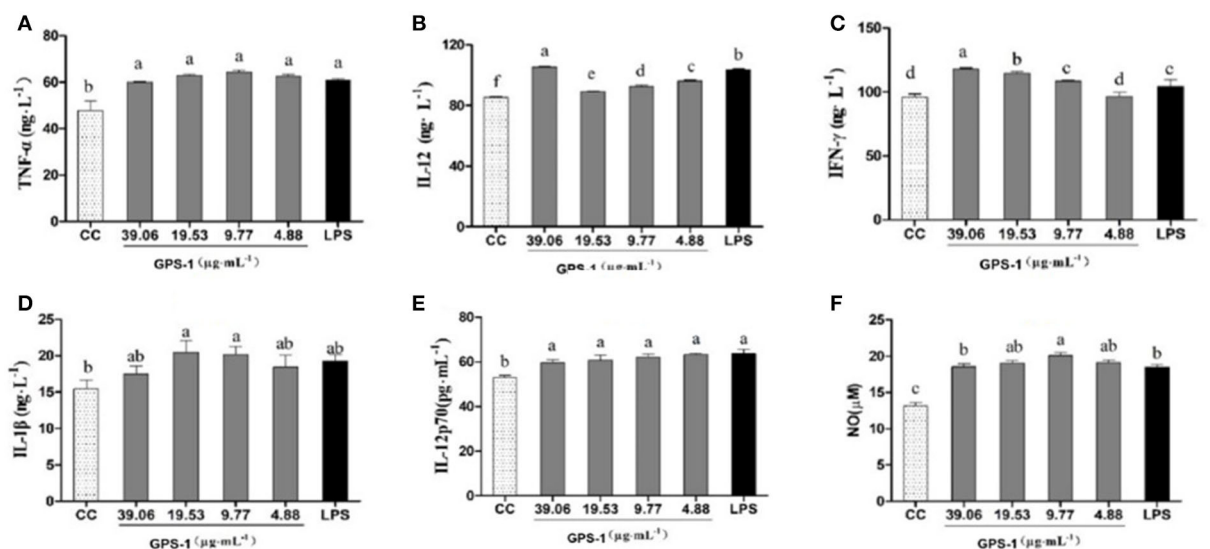 A
TNF-α (ng·L⁻¹)
80
60
40
20
0
b
a
a
a
a
a
CC
39.06
19.53
9.77
4.88
LPS
GPS-1 (μg·mL⁻¹)
B
IL-12 (ng· L⁻¹)
120
80
40
0
f
a
e
d
c
b
CC
39.06
19.53
9.77
4.88
LPS
GPS-1 (μg·mL⁻¹)
C
IFN-γ (ng· L⁻¹)
150
100
50
0
d
a
b
c
d
c
CC
39.06
19.53
9.77
4.88
LPS
GPS-1 (μg·mL⁻¹)
D
IL-1β (ng·L⁻¹)
25
20
15
10
5
0
b
ab
a
a
ab
ab
CC
39.06
19.53
9.77
4.88
LPS
GPS-1 (μg·mL⁻¹)
E
IL-12p70(pg·mL⁻¹)
80
60
40
20
0
b
a
a
a
a
a
CC
39.06
19.53
9.77
4.88
LPS
GPS-1 (μg·mL⁻¹)
F
NO(μM)
25
20
15
10
5
0
c
b
ab
a
ab
b
CC
39.06
19.53
9.77
4.88
LPS
GPS-1 (μg·mL⁻¹)